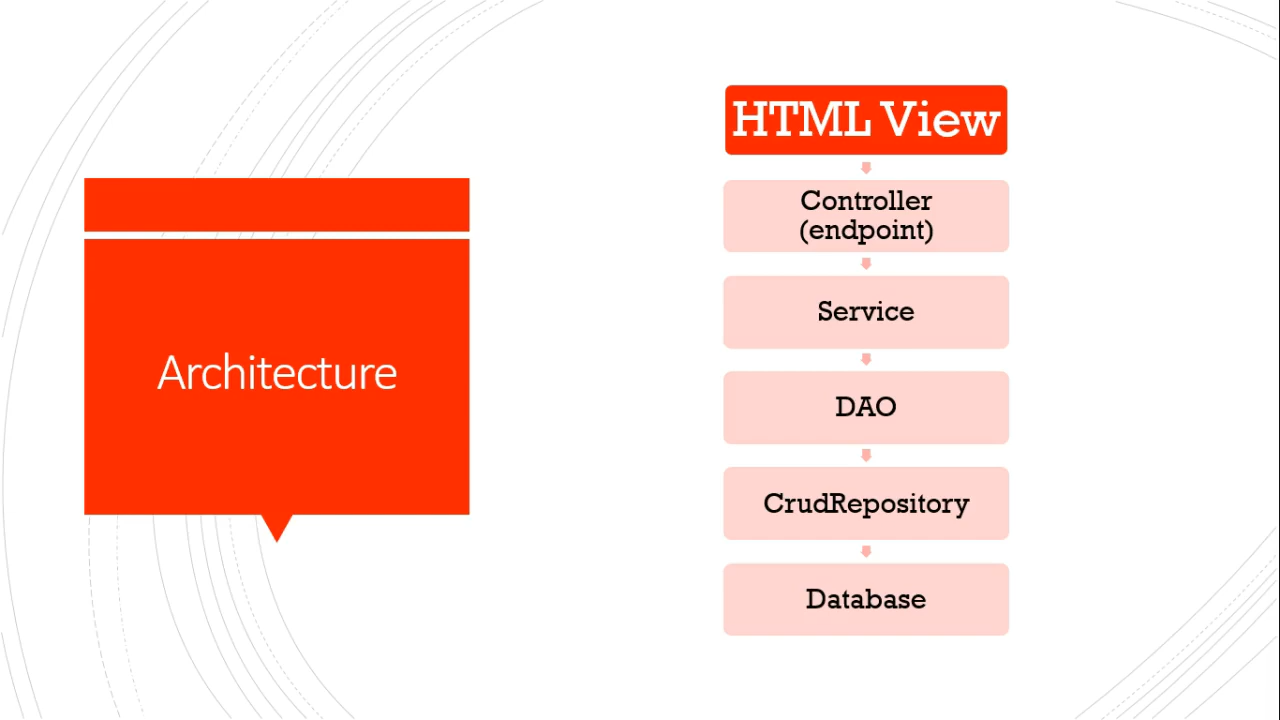 Architecture
HTML View
Controller
(endpoint)
Service
DAO
CrudRepository
Database